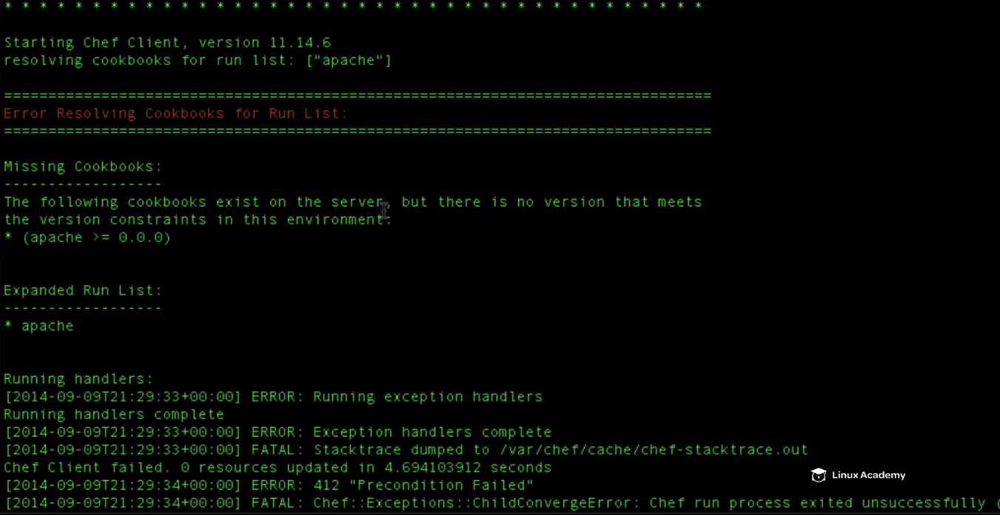 * * * * * * * * * * * * * * * * * * * * * * * * * * * * * * * * * * * * * * * *
Starting Chef Client, version 11.14.6
resolving cookbooks for run list: ["apache"]
================================================================================
Error Resolving Cookbooks for Run List:
================================================================================
Missing Cookbooks:
------------------
The following cookbooks exist on the server, but there is no version that meets
the version constraints in this environment:
* (apache >= 0.0.0)
Expanded Run List:
------------------
* apache
Running handlers:
[2014-09-09T21:29:33+00:00] ERROR: Running exception handlers
Running handlers complete
[2014-09-09T21:29:33+00:00] ERROR: Exception handlers complete
[2014-09-09T21:29:33+00:00] FATAL: Stacktrace dumped to /var/chef/cache/chef-stacktrace.out
Chef Client failed. 0 resources updated in 4.694103912 seconds
[2014-09-09T21:29:34+00:00] ERROR: 412 "Precondition Failed"
Linux Academy
[2014-09-09T21:29:34+00:00] FATAL: Chef::Exceptions::ChildConvergeError: Chef run process exited unsuccessfully (